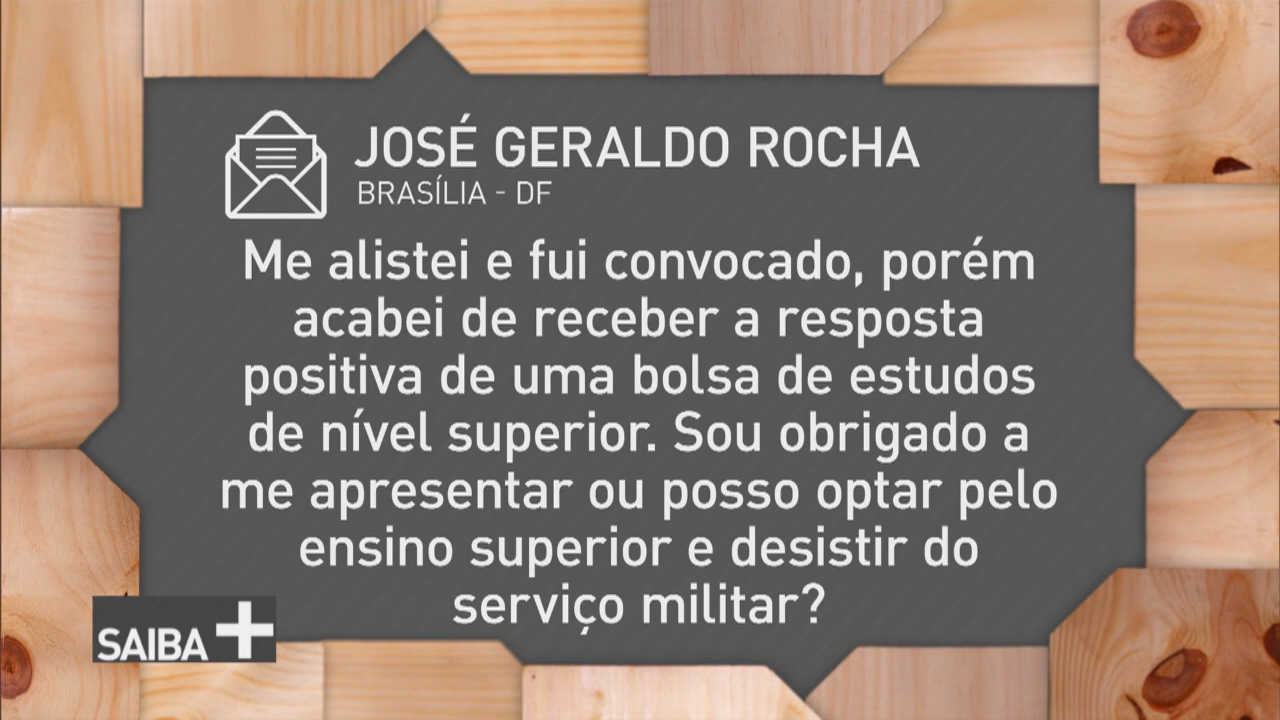 JOSÉ GERALDO ROCHA
BRASÍLIA - DF
Me alistei e fui convocado, porém
acabei de receber a resposta
positiva de uma bolsa de estudos
de nível superior. Sou obrigado a
me apresentar ou posso optar pelo
ensino superior e desistir do
serviço militar?
SAIBA +